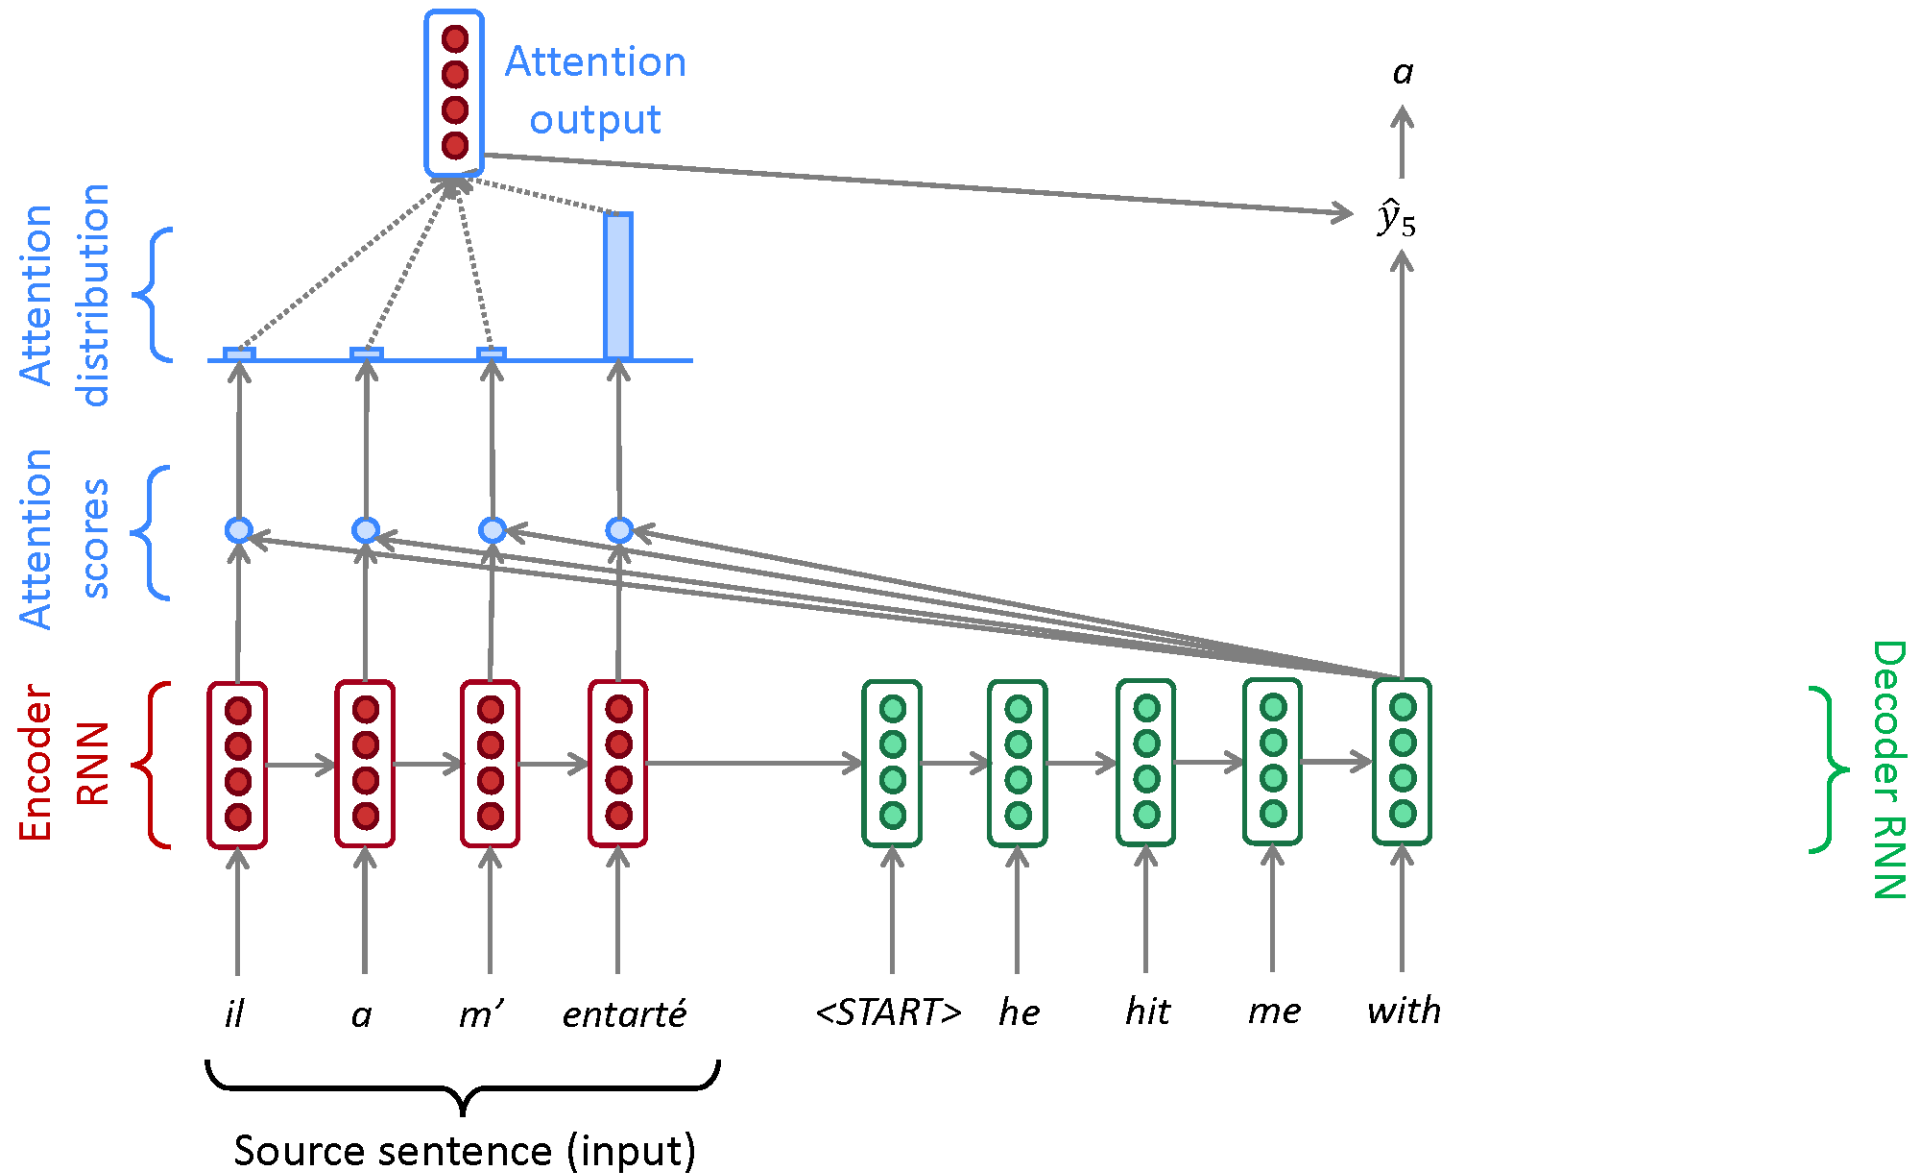 Attention
output
a
ŷ₅
Attention
distribution
Attention
scores
Encoder
RNN
Decoder RNN
il a m’ entarté <START> he hit me with
Source sentence (input)